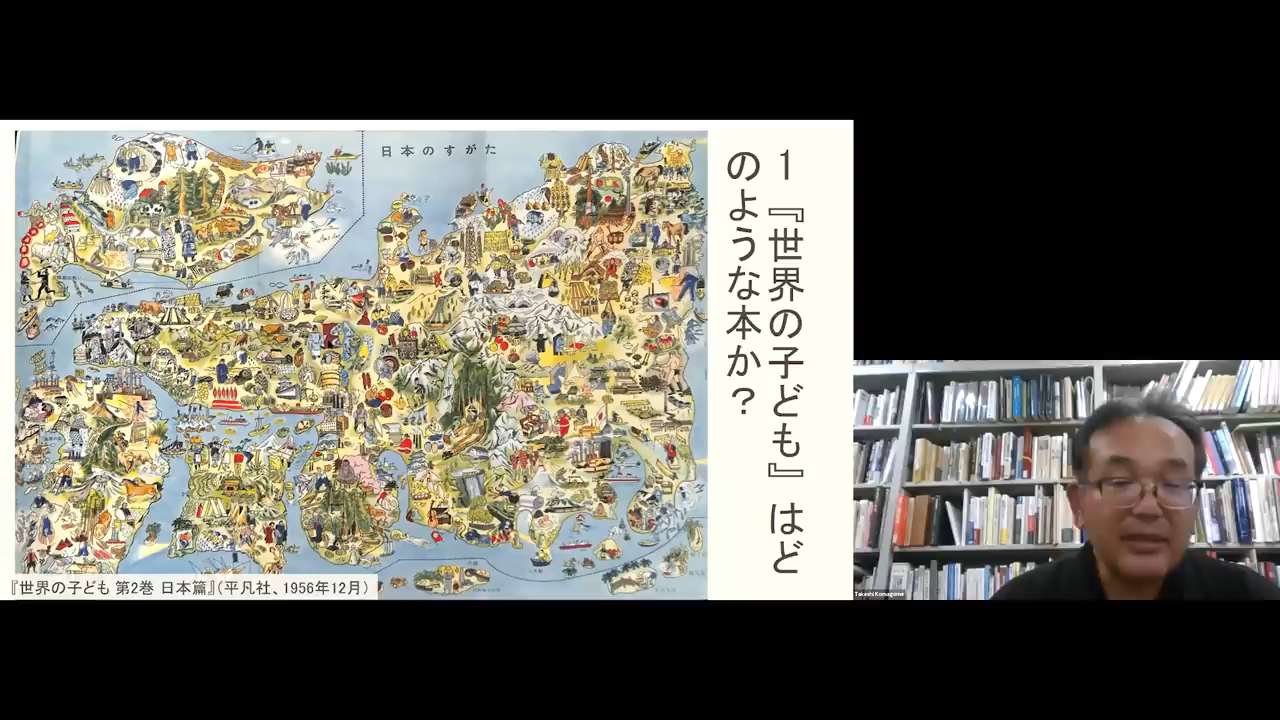 1 『世界の子ども』はど
のような本か？
日本のすがた
『世界の子ども 第2巻 日本篇』（平凡社、1956年12月）
Takeshi Komagome